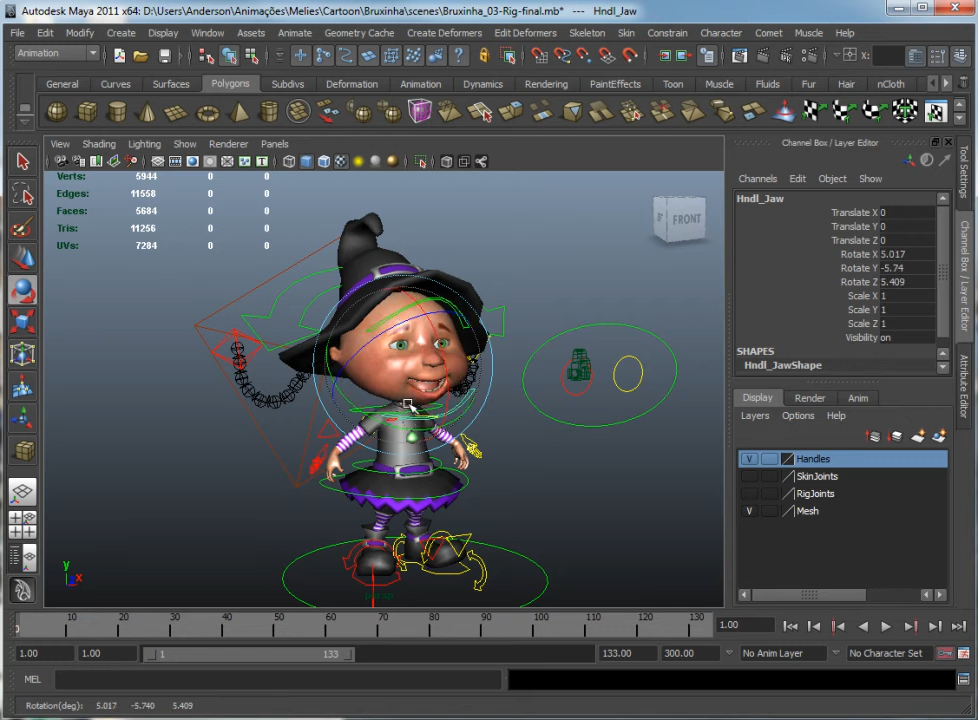 Autodesk Maya 2011 x64: D:\Users\Anderson\Animações\Melies\Cartoon\Bruxinha\scenes\Bruxinha_03-Rig-final.mb* --- Hndl_Jaw
File Edit Modify Create Display Window Assets Animate Geometry Cache Create Deformers Edit Deformers Skeleton Skin Constrain Character Comet Muscle Help
Animation X:
General Curves Surfaces Polygons Subdivs Deformation Animation Dynamics Rendering PaintEffects Toon Muscle Fluids Fur Hair nCloth
View Shading Lighting Show Renderer Panels
Channel Box / Layer Editor
Verts: 5944 0 0
Edges: 11558 0 0
Faces: 5684 0 0
Tris: 11256 0 0
UVs: 7284 0 0
FRONT
persp
y
x
Channels Edit Object Show
Hndl_Jaw
Translate X 0
Translate Y 0
Translate Z 0
Rotate X 5.017
Rotate Y -5.74
Rotate Z 5.409
Scale X 1
Scale Y 1
Scale Z 1
Visibility on
SHAPES
Hndl_JawShape
Display Render Anim
Layers Options Help
V Handles
SkinJoints
RigJoints
V Mesh
Tool Settings
Channel Box / Layer Editor
Attribute Editor
10 20 30 40 50 60 70 80 90 100 110 120 130
1.00
1.00 1.00 1 133 133.00 300.00 No Anim Layer No Character Set
MEL
Rotation(deg): 5.017 -5.740 5.409